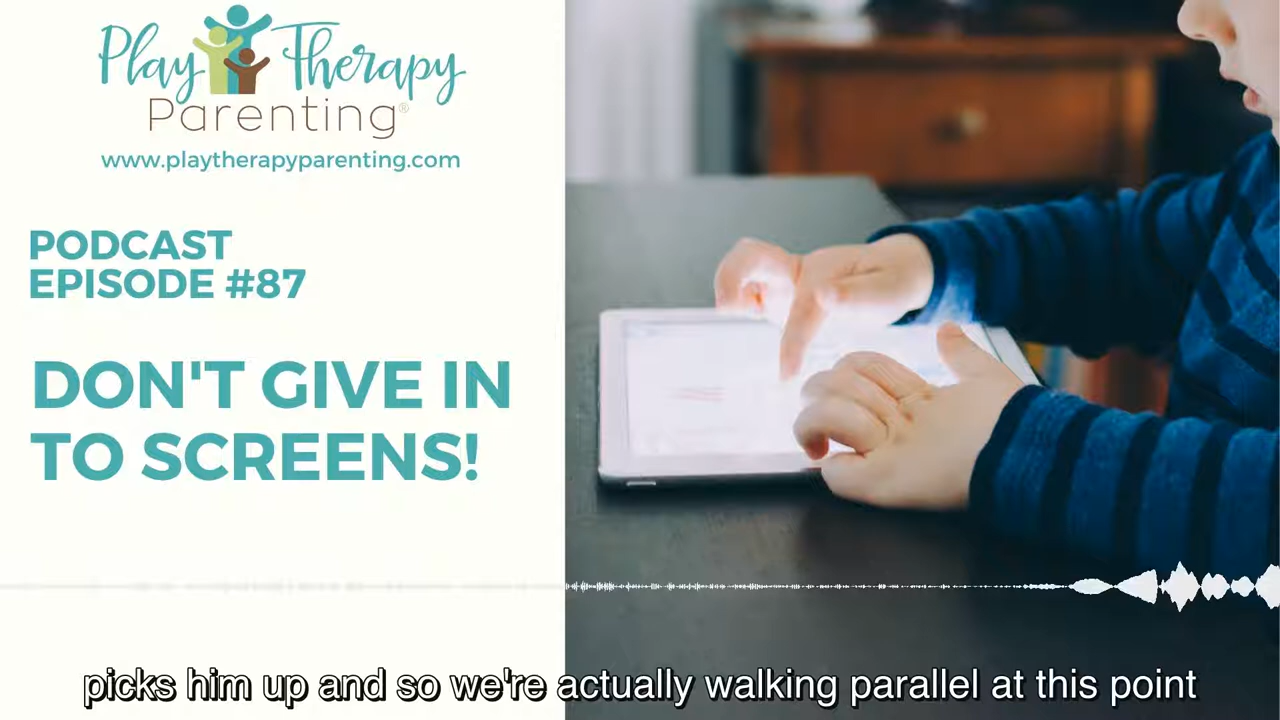 Play Therapy
Parenting®
www.playtherapyparenting.com
PODCAST
EPISODE #87
DON'T GIVE IN
TO SCREENS!
picks him up and so we're actually walking parallel at this point